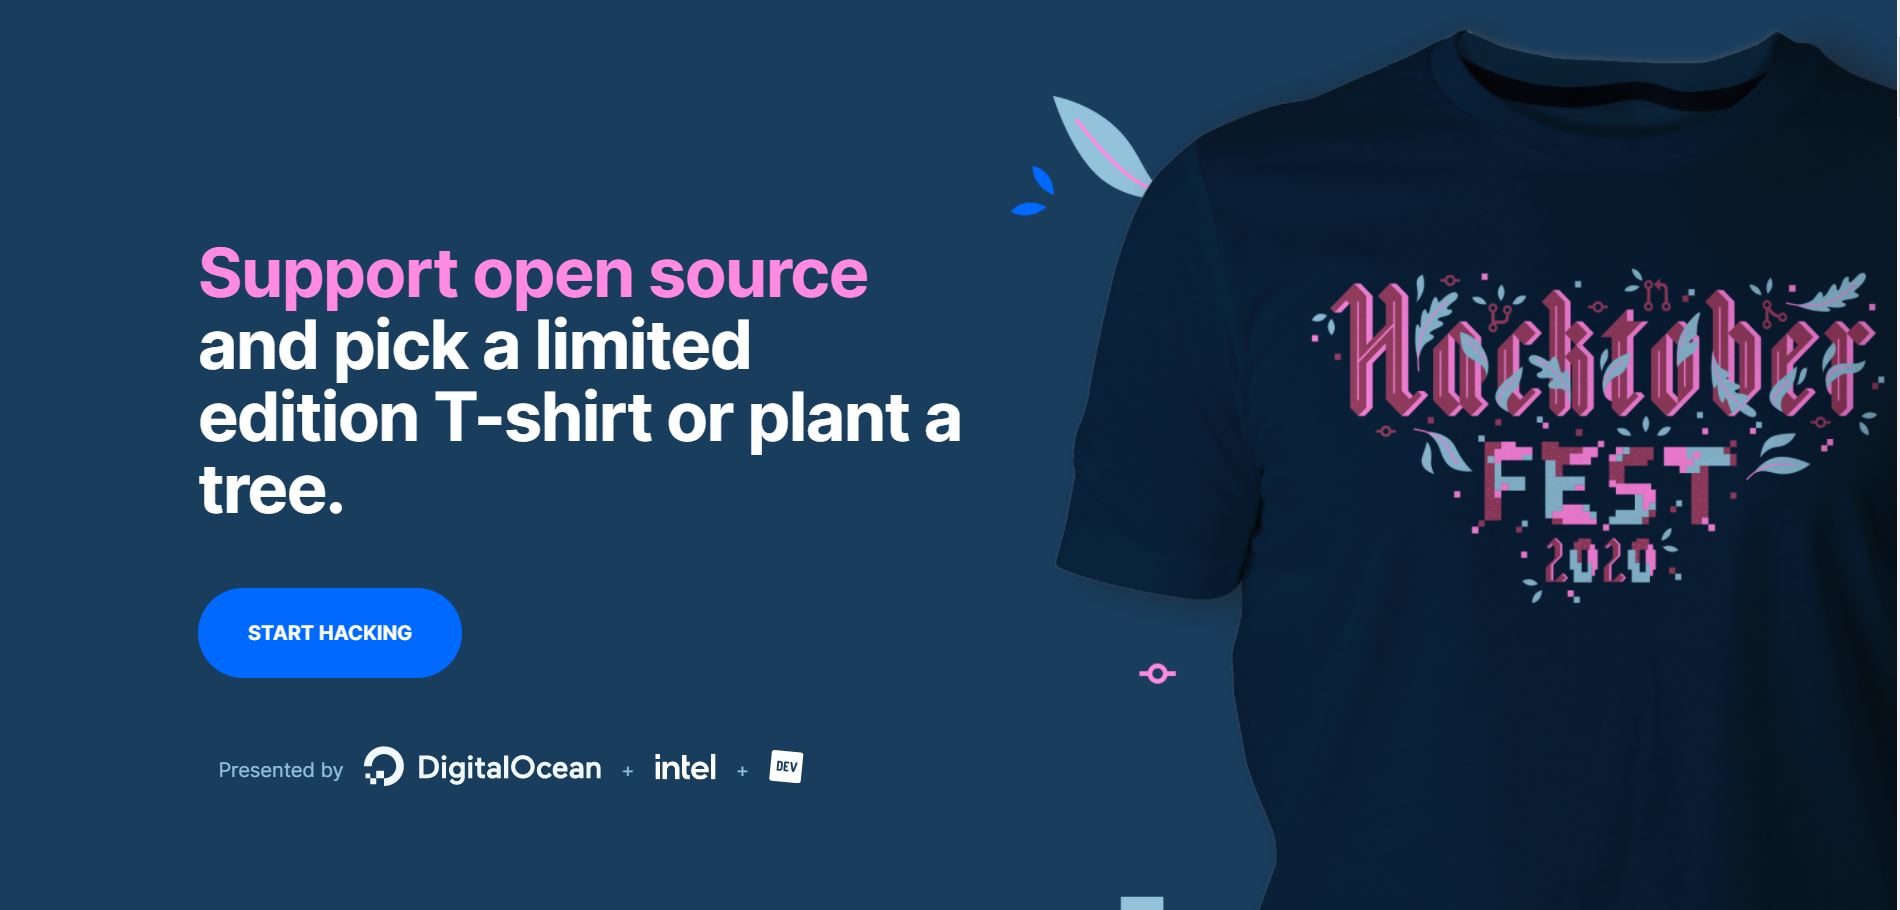 Support open source
and pick a limited
edition T-shirt or plant a
tree.
START HACKING
Presented by DigitalOcean + intel + DEV
Hacktober
FEST
2020